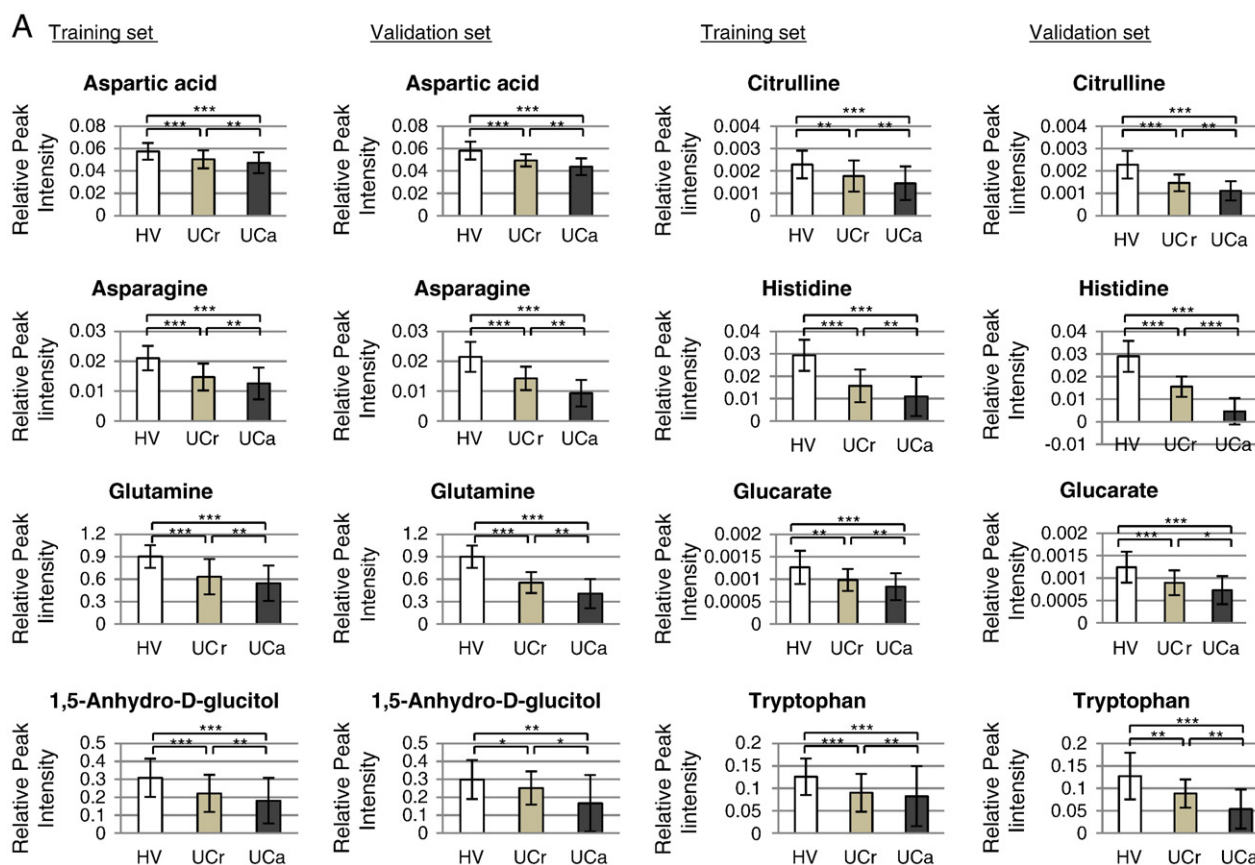 A
Training set
Validation set
Training set
Validation set
Aspartic acid
Relative Peak
Intensity
0.08
0.06
0.04
0.02
0
***
***
**
HV UCr UCa
Aspartic acid
Relative Peak
Intensity
0.08
0.06
0.04
0.02
0
***
***
**
HV UCr UCa
Citrulline
Relative Peak
Iintensity
0.004
0.003
0.002
0.001
0
***
**
**
HV UCr UCa
Citrulline
Relative Peak
Iintensity
0.004
0.003
0.002
0.001
0
***
***
**
HV UCr UCa
Asparagine
Relative Peak
Iintensity
0.03
0.02
0.01
0
***
***
**
HV UCr UCa
Asparagine
Relative Peak
Intensity
0.03
0.02
0.01
0
***
***
**
HV UCr UCa
Histidine
Relative Peak
Intensity
0.04
0.03
0.02
0.01
0
***
***
**
HV UCr UCa
Histidine
Relative Peak
Intensity
0.04
0.03
0.02
0.01
0
-0.01
***
***
***
HV UCr UCa
Glutamine
Relative Peak
Iintensity
1.2
0.9
0.6
0.3
0
***
***
**
HV UCr UCa
Glutamine
Relative Peak
Intensity
1.2
0.9
0.6
0.3
0
***
***
**
HV UCr UCa
Glucarate
Relative Peak
Intensity
0.002
0.0015
0.001
0.0005
0
***
**
**
HV UCr UCa
Glucarate
Relative Peak
Intensity
0.002
0.0015
0.001
0.0005
0
***
***
*
HV UCr UCa
1,5-Anhydro-D-glucitol
Relative Peak
Iintensity
0.5
0.4
0.3
0.2
0.1
0
***
***
**
HV UCr UCa
1,5-Anhydro-D-glucitol
Relative Peak
Intensity
0.5
0.4
0.3
0.2
0.1
0
**
*
*
HV UCr UCa
Tryptophan
Relative Peak
Iintensity
0.2
0.15
0.1
0.05
0
***
***
**
HV UCr UCa
Tryptophan
Relative Peak
Intensity
0.2
0.15
0.1
0.05
0
***
**
**
HV UCr UCa